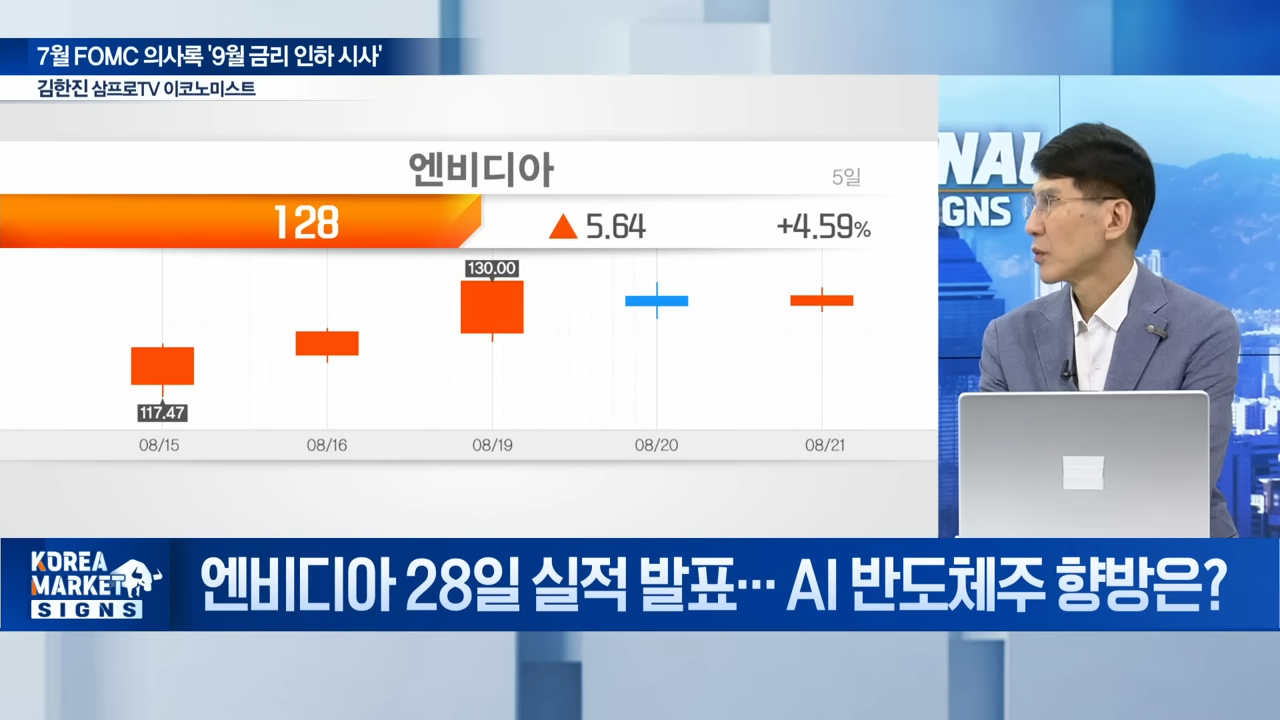 7월 FOMC 의사록 '9월 금리 인하 시사'
김한진 삼프로TV 이코노미스트
엔비디아
5일
128
▲ 5.64
+4.59%
130.00
117.47
08/15
08/16
08/19
08/20
08/21
NAL
GNS
KOREA
MARKET
SIGNS
엔비디아 28일 실적 발표… AI 반도체주 향방은?